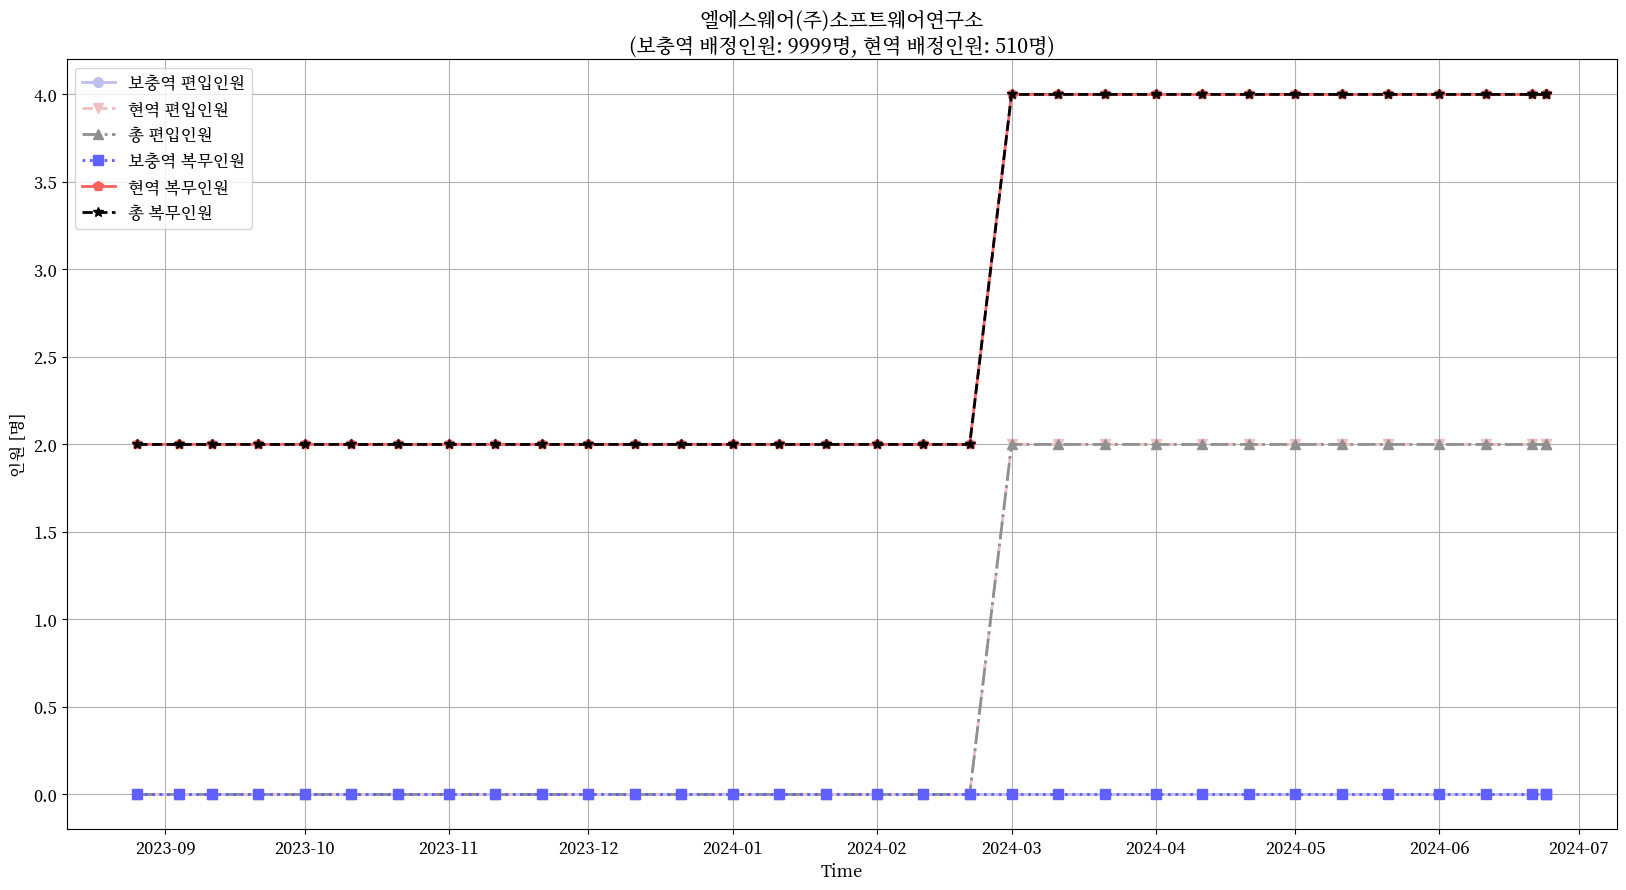 엘에스웨어(주)소프트웨어연구소
(보충역 배정인원: 9999명, 현역 배정인원: 510명)
보충역 편입인원
현역 편입인원
총 편입인원
보충역 복무인원
현역 복무인원
총 복무인원
인원 [명]
4.0
3.5
3.0
2.5
2.0
1.5
1.0
0.5
0.0
2023-09 2023-10 2023-11 2023-12 2024-01 2024-02 2024-03 2024-04 2024-05 2024-06 2024-07
Time